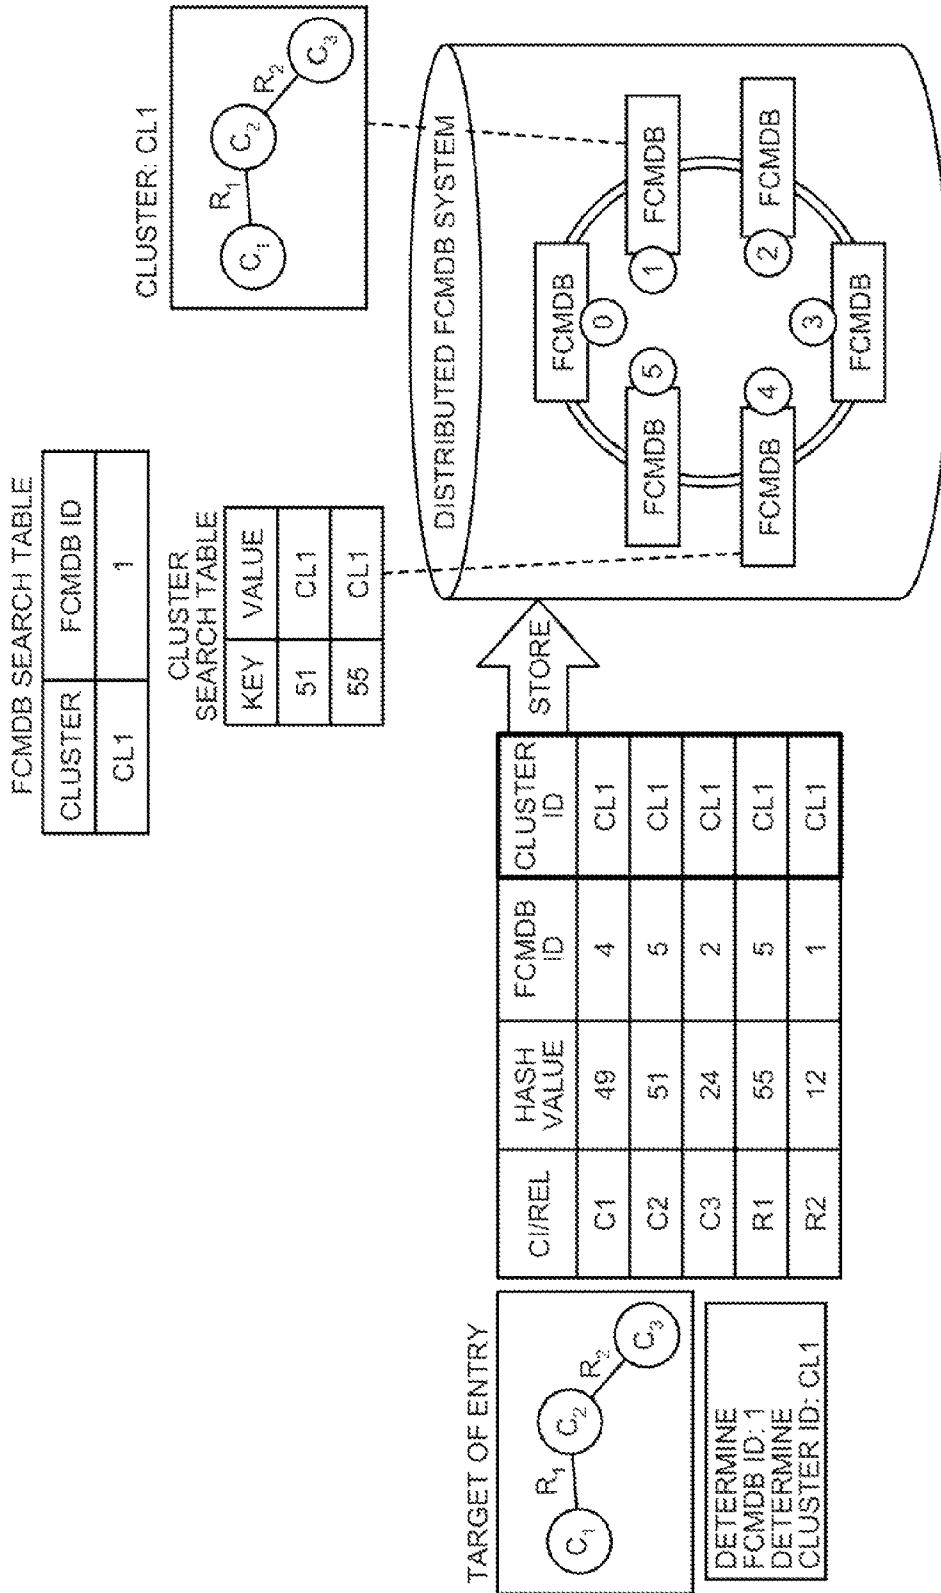 TARGET OF ENTRY
C1
R1
C2
R2
C3
DETERMINE
FCMDB ID: 1
DETERMINE
CLUSTER ID: CL1
CI/REL HASH VALUE FCMDB ID CLUSTER ID
C1 49 4 CL1
C2 51 5 CL1
C3 24 2 CL1
R1 55 5 CL1
R2 12 1 CL1
STORE
FCMDB SEARCH TABLE
CLUSTER FCMDB ID
CL1 1
CLUSTER
SEARCH TABLE
KEY VALUE
51 CL1
55 CL1
CLUSTER: CL1
C1
R1
C2
R2
C3
DISTRIBUTED FCMDB SYSTEM
FCMDB
0
FCMDB
1
FCMDB
2
FCMDB
3
FCMDB
4
FCMDB
5